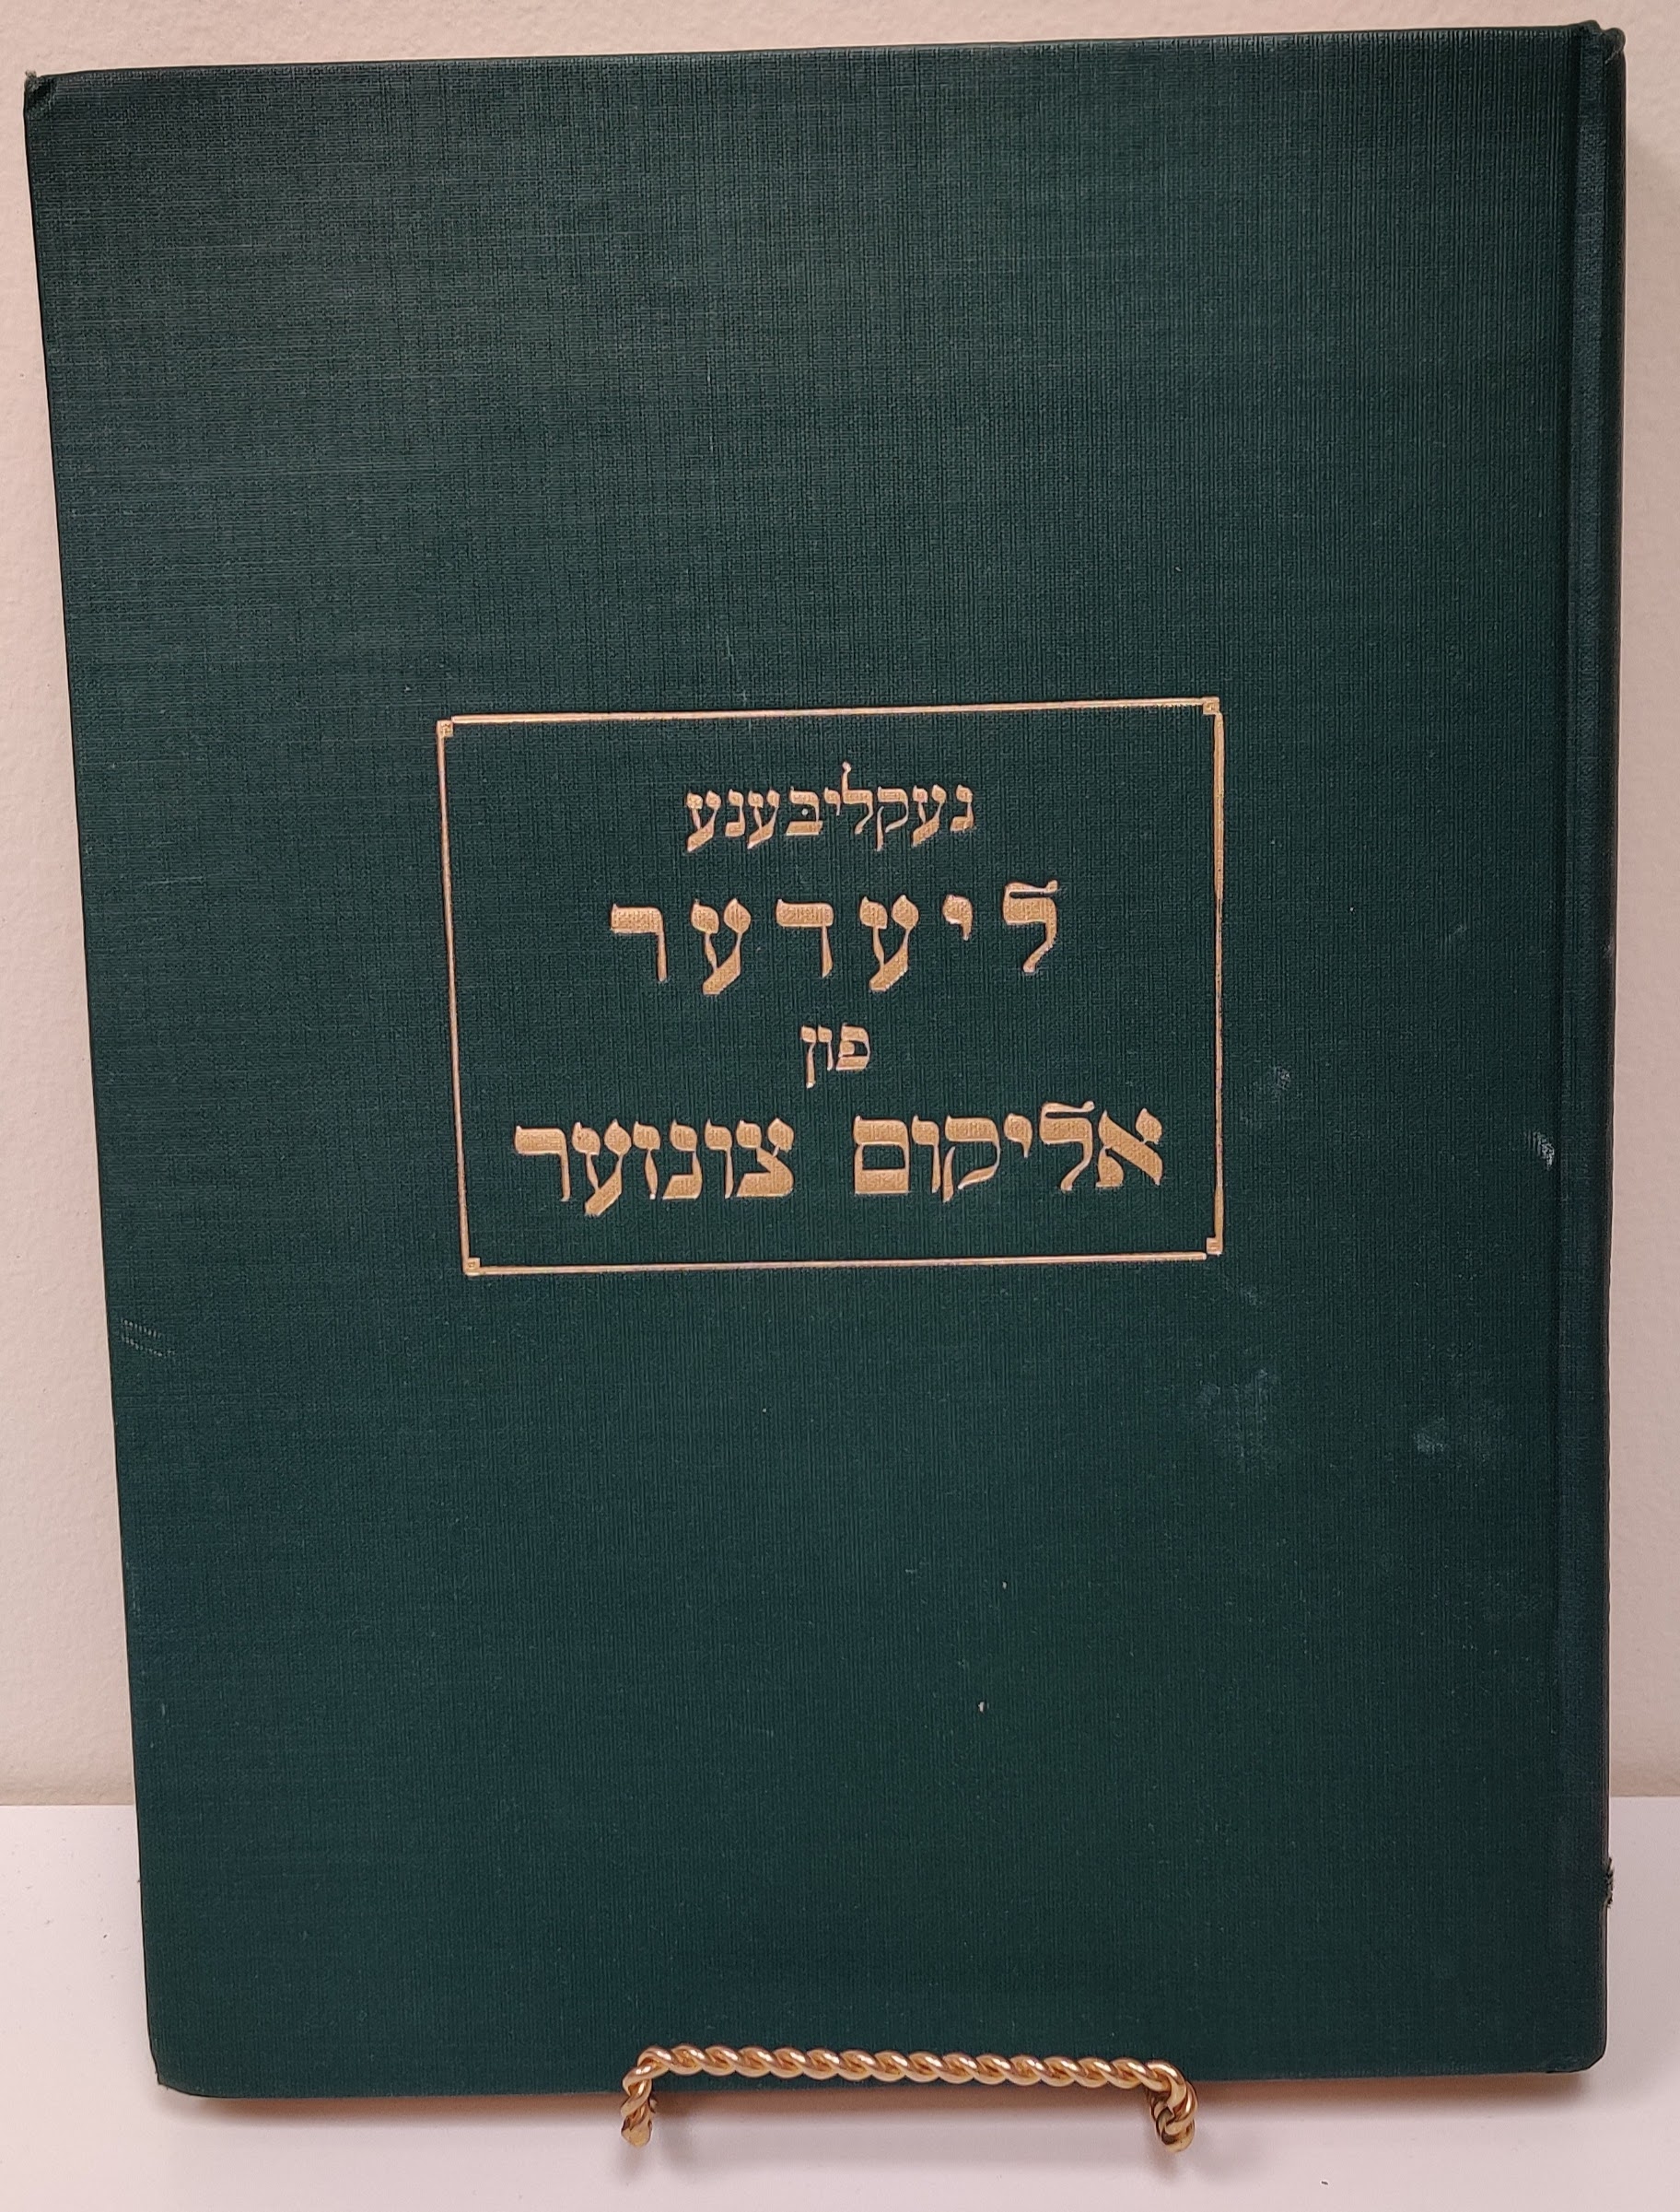 געקליבענע
ליעדער
פון
אליקום צונזער